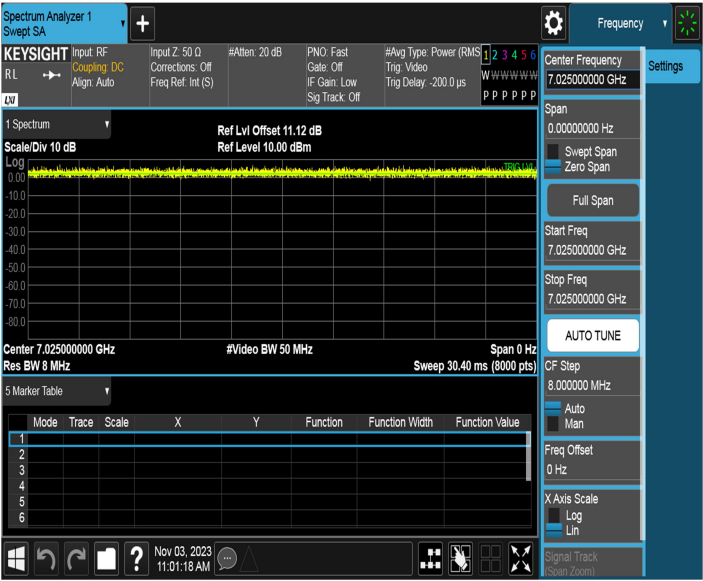 Spectrum Analyzer 1
Swept SA
Frequency
KEYSIGHT
RL
LXI
Input: RF
Coupling: DC
Align: Auto
Input Z: 50 Ω
Corrections: Off
Freq Ref: Int (S)
#Atten: 20 dB
PNO: Fast
Gate: Off
IF Gain: Low
Sig Track: Off
#Avg Type: Power (RMS
Trig: Video
Trig Delay: -200.0 µs
1 2 3 4 5 6
W W W W W W
P P P P P P
1 Spectrum
Scale/Div 10 dB
Ref Lvl Offset 11.12 dB
Ref Level 10.00 dBm
Log
TRIG LVL
0.00
-10.0
-20.0
-30.0
-40.0
-50.0
-60.0
-70.0
-80.0
Center 7.025000000 GHz
#Video BW 50 MHz
Span 0 Hz
Res BW 8 MHz
Sweep 30.40 ms (8000 pts)
5 Marker Table
Mode Trace Scale X Y Function Function Width Function Value
1
2
3
4
5
6
Nov 03, 2023
11:01:18 AM
Center Frequency
7.025000000 GHz
Settings
Span
0.00000000 Hz
Swept Span
Zero Span
Full Span
Start Freq
7.025000000 GHz
Stop Freq
7.025000000 GHz
AUTO TUNE
CF Step
8.000000 MHz
Auto
Man
Freq Offset
0 Hz
X Axis Scale
Log
Lin
Signal Track
(Span Zoom)